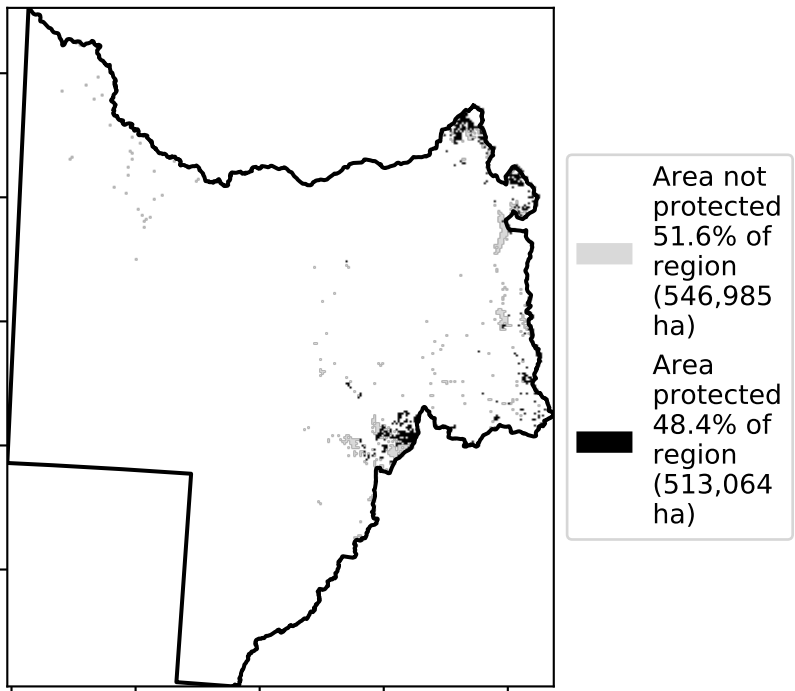 Area not
protected
51.6% of
region
(546,985
ha)
Area
protected
48.4% of
region
(513,064
ha)